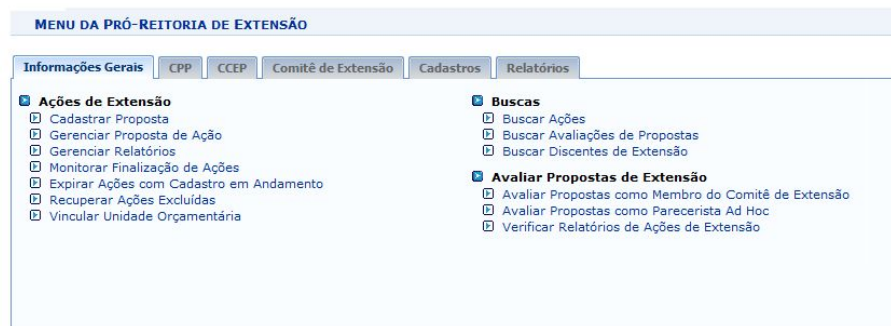 MENU DA PRÓ-REITORIA DE EXTENSÃO
Informações Gerais
CPP
CCEP
Comitê de Extensão
Cadastros
Relatórios
Ações de Extensão
Cadastrar Proposta
Gerenciar Proposta de Ação
Gerenciar Relatórios
Monitorar Finalização de Ações
Expirar Ações com Cadastro em Andamento
Recuperar Ações Excluídas
Vincular Unidade Orçamentária
Buscas
Buscar Ações
Buscar Avaliações de Propostas
Buscar Discentes de Extensão
Avaliar Propostas de Extensão
Avaliar Propostas como Membro do Comitê de Extensão
Avaliar Propostas como Parecerista Ad Hoc
Verificar Relatórios de Ações de Extensão